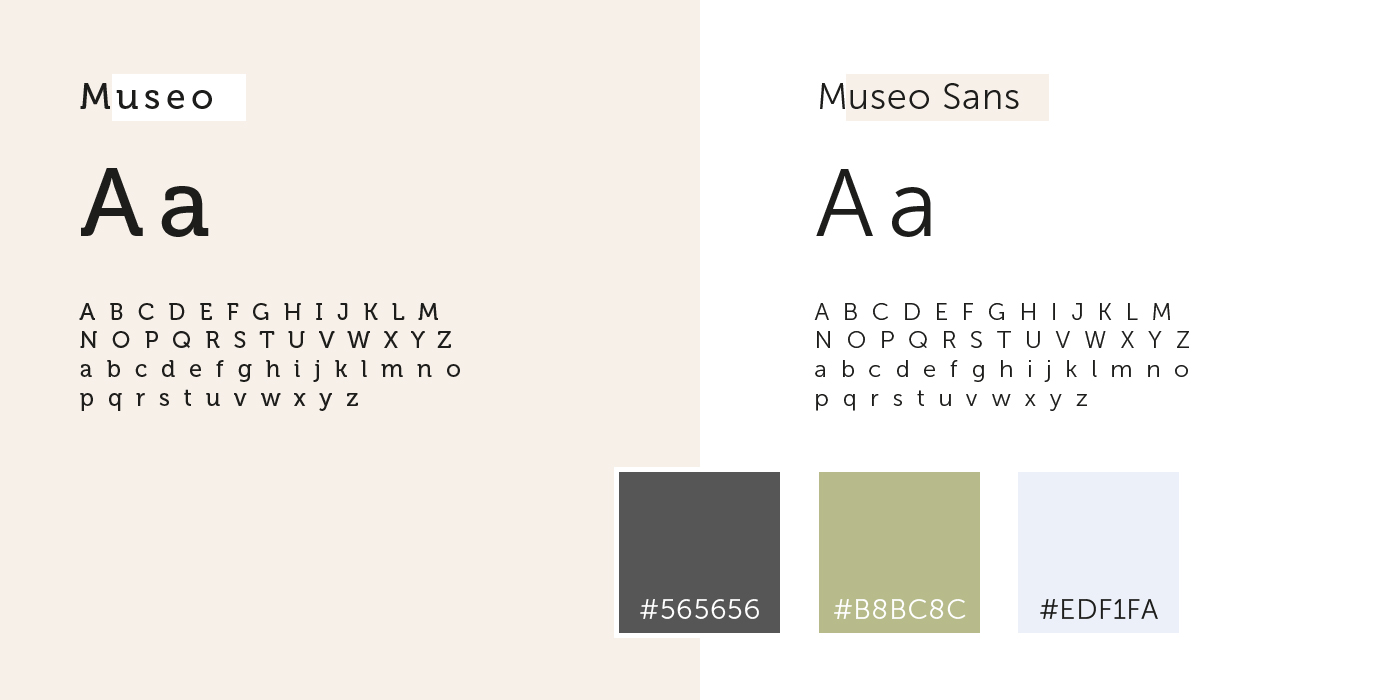 Museo
Aa
A B C D E F G H I J K L M
N O P Q R S T U V W X Y Z
a b c d e f g h i j k l m n o
p q r s t u v w x y z
Museo Sans
Aa
A B C D E F G H I J K L M
N O P Q R S T U V W X Y Z
a b c d e f g h i j k l m n o
p q r s t u v w x y z
#565656
#B8BC8C
#EDF1FA